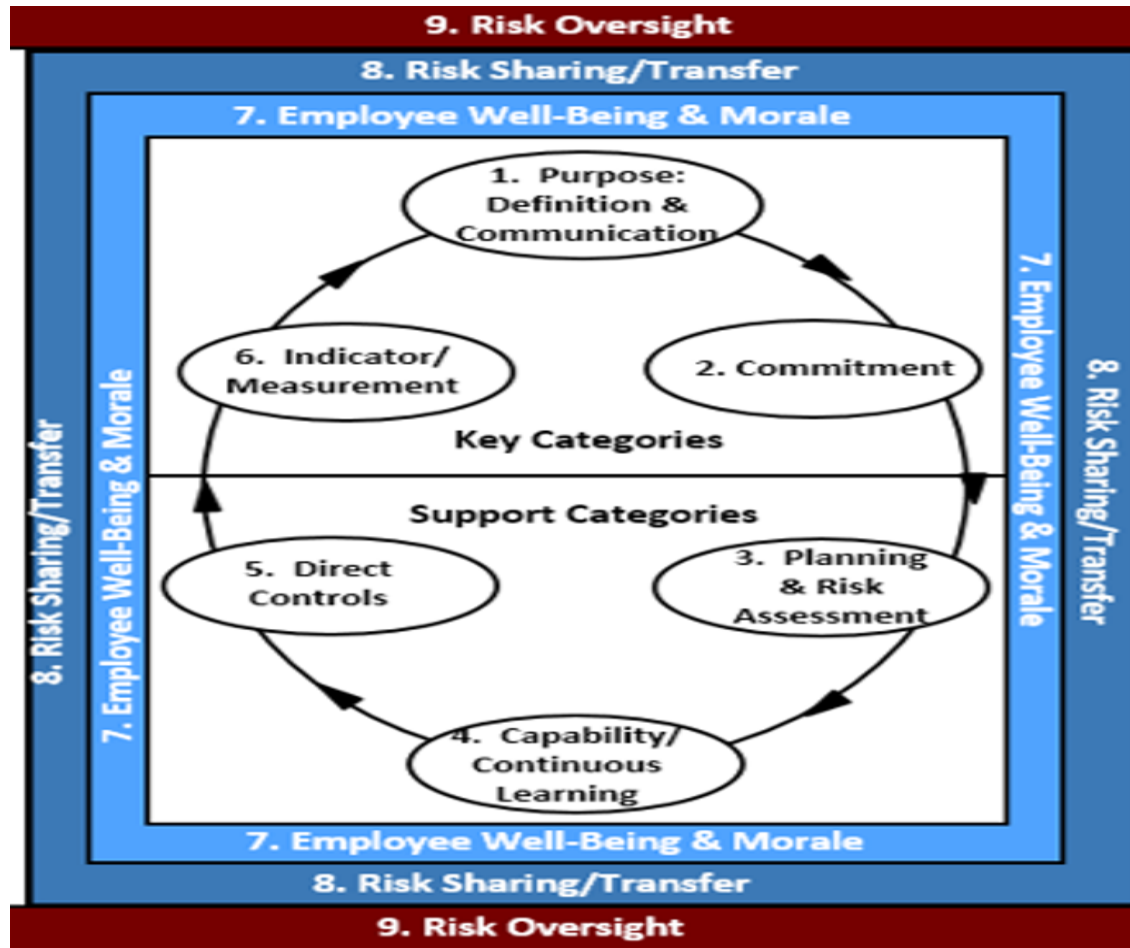 9. Risk Oversight
8. Risk Sharing/Transfer
7. Employee Well-Being & Morale
1. Purpose:
Definition &
Communication
6. Indicator/
Measurement
2. Commitment
Key Categories
Support Categories
5. Direct
Controls
3. Planning
& Risk
Assessment
4. Capability/
Continuous
Learning
8. Risk Sharing/Transfer
7. Employee Well-Being & Morale
7. Employee Well-Being & Morale
8. Risk Sharing/Transfer
7. Employee Well-Being & Morale
8. Risk Sharing/Transfer
9. Risk Oversight